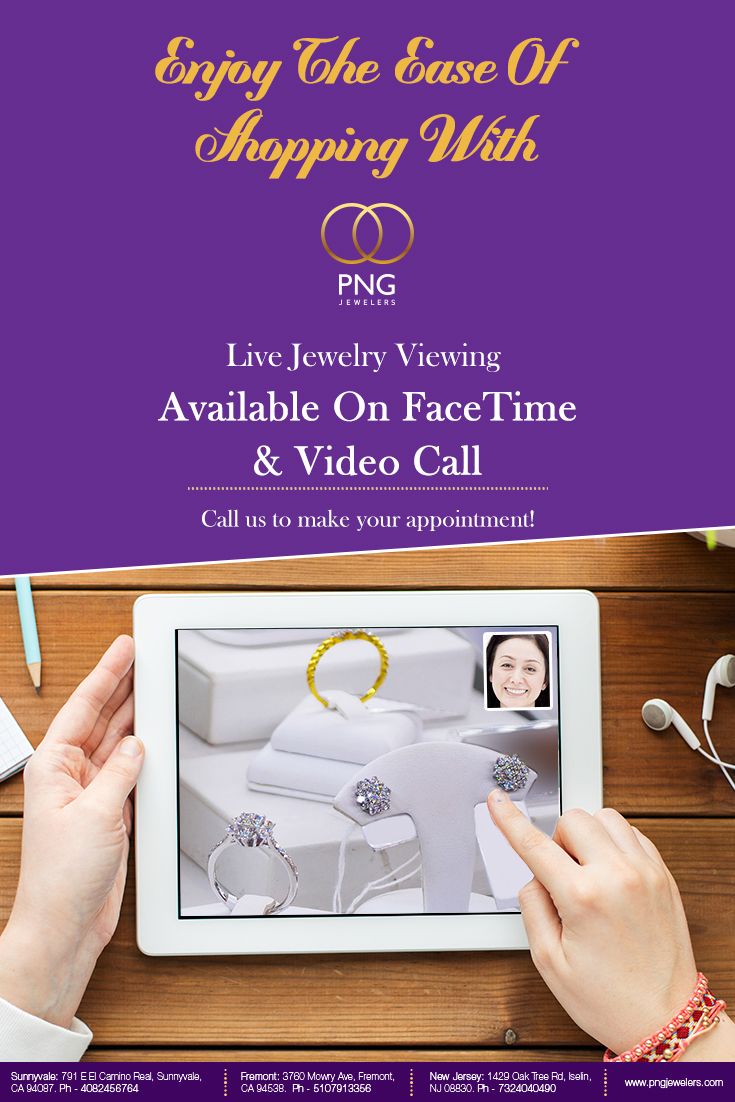 Enjoy The Ease Of
Shopping With
PNG
JEWELERS
Live Jewelry Viewing
Available On FaceTime
& Video Call
Call us to make your appointment!
Sunnyvale: 791 E El Camino Real, Sunnyvale,
CA 94087. Ph - 4082456764
Fremont: 3760 Mowry Ave, Fremont,
CA 94538. Ph - 5107913356
New Jersey: 1429 Oak Tree Rd, Iselin,
NJ 08830. Ph - 7324040490
www.pngjewelers.com